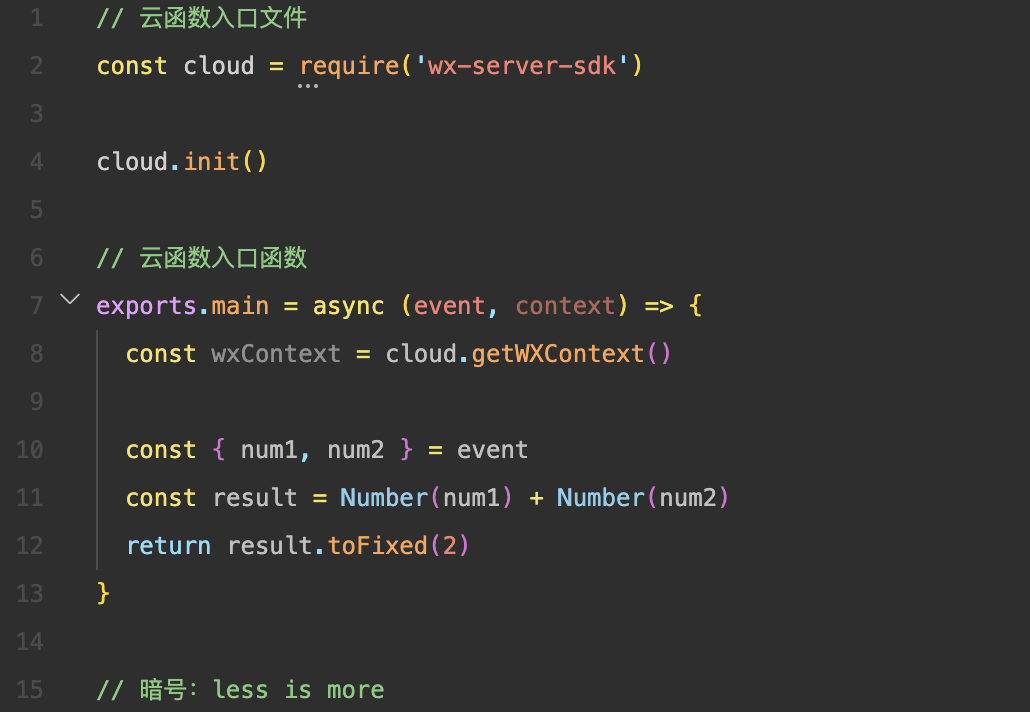 1 // 云函数入口文件
2 const cloud = require('wx-server-sdk')
3
4 cloud.init()
5
6 // 云函数入口函数
7 exports.main = async (event, context) => {
8   const wxContext = cloud.getWXContext()
9
10   const { num1, num2 } = event
11   const result = Number(num1) + Number(num2)
12   return result.toFixed(2)
13 }
14
15 // 暗号：less is more